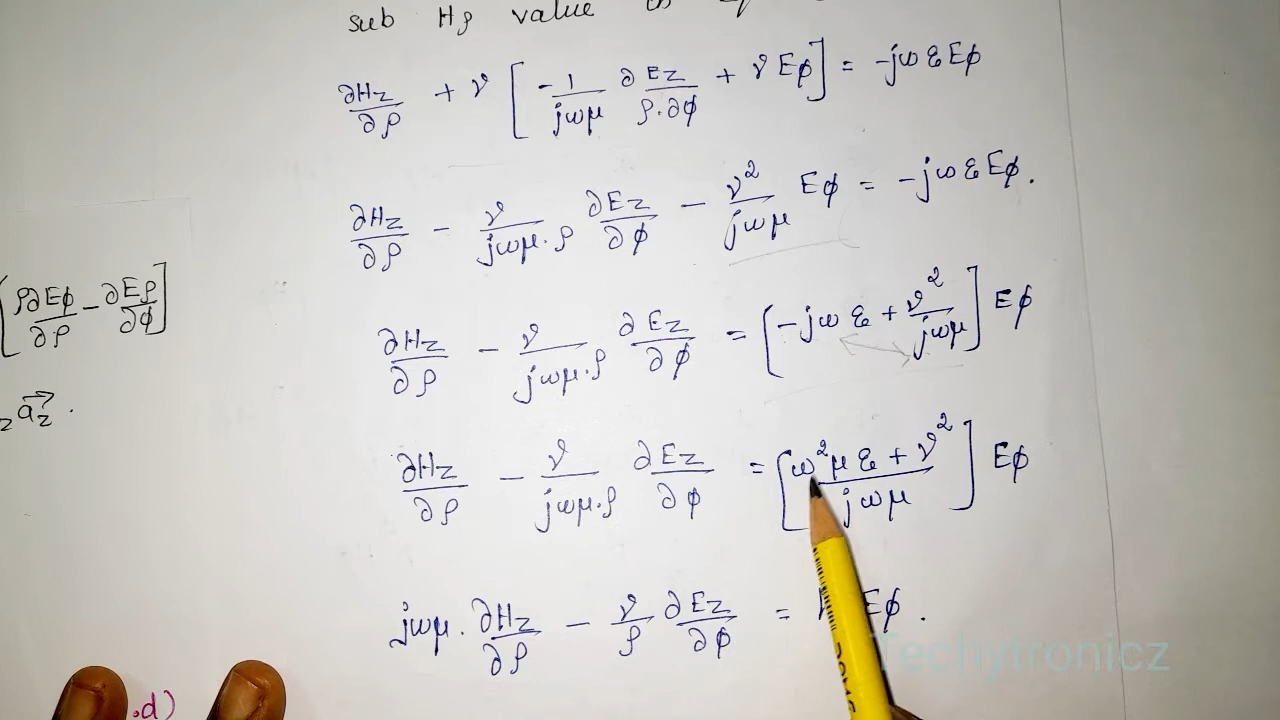 sub Hρ value in
∂Hz/∂ρ + γ [ -1/jωμ ∂Ez/ρ.∂φ + γ Eφ ] = -jωε Eφ
∂Hz/∂ρ - γ/jωμ.ρ ∂Ez/∂φ - γ²/jωμ Eφ = -jωε Eφ.
[ρ∂Eφ/∂ρ - ∂Eρ/∂φ]
∂Hz/∂ρ - γ/jωμ.ρ ∂Ez/∂φ = [-jωε + γ²/jωμ] Eφ
z az .
∂Hz/∂ρ - γ/jωμ.ρ ∂Ez/∂φ = [ω²με + γ²/jωμ] Eφ
jωμ. ∂Hz/∂ρ - γ/ρ ∂Ez/∂φ = Eφ .
Techytronicz
.d)